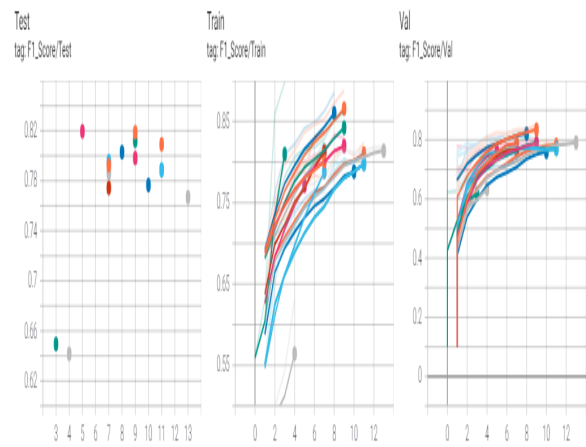 Test
tag: F1_Score/Test
0.82
0.78
0.74
0.7
0.66
0.62
3 4 5 6 7 8 9 10 11 12 13
Train
tag: F1_Score/Train
0.85
0.75
0.65
0.55
0 4 8 12
Val
tag: F1_Score/Val
0.8
0.6
0.4
0.2
0
0 2 4 6 8 10 12